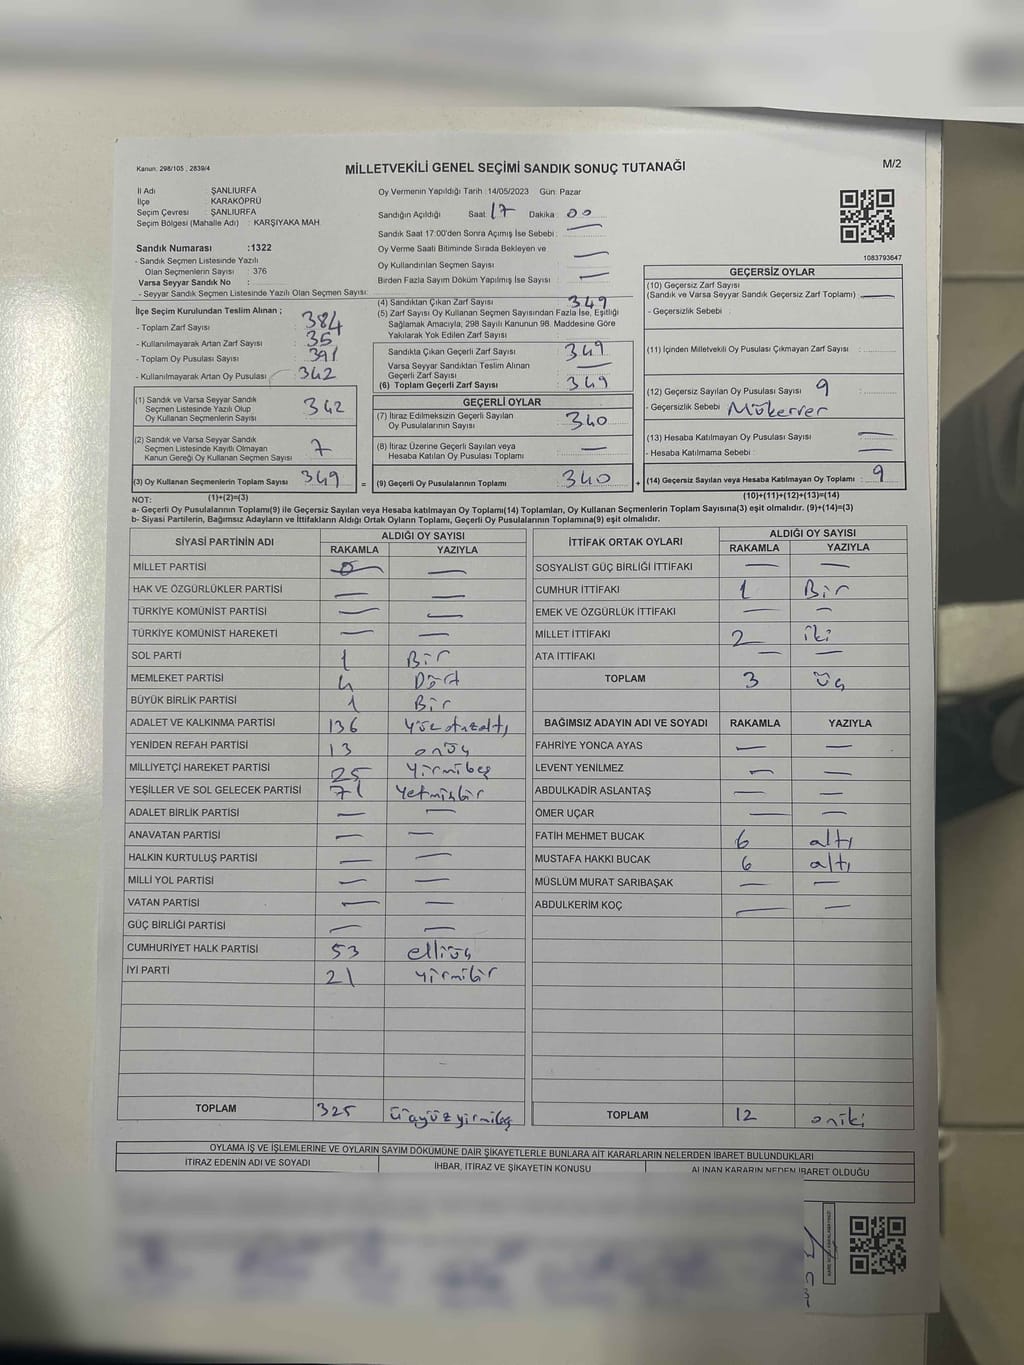 Kanun: 298/105 , 2839/4
MİLLETVEKİLİ GENEL SEÇİMİ SANDIK SONUÇ TUTANAĞI
M/2
İl Adı : ŞANLIURFA
İlçe : KARAKÖPRÜ
Seçim Çevresi : ŞANLIURFA
Seçim Bölgesi (Mahalle Adı) : KARŞIYAKA MAH
Sandık Numarası :1322
- Sandık Seçmen Listesinde Yazılı
Olan Seçmenlerin Sayısı : 376
Varsa Seyyar Sandık No :
- Seyyar Sandık Seçmen Listesinde Yazılı Olan Seçmen Sayısı:
Oy Vermenin Yapıldığı Tarih :14/05/2023 Gün: Pazar
Sandığın Açıldığı Saat : 17 Dakika : 00
Sandık Saat 17:00'den Sonra Açımış İse Sebebi : —
Oy Verme Saati Bitiminde Sırada Bekleyen ve
Oy Kullandırılan Seçmen Sayısı : —
Birden Fazla Sayım Döküm Yapılmış İse Sayısı : —
1083793647
İlçe Seçim Kurulundan Teslim Alınan ;
- Toplam Zarf Sayısı : 384
- Kullanılmayarak Artan Zarf Sayısı : 35
- Toplam Oy Pusulası Sayısı : 391
- Kullanılmayarak Artan Oy Pusulası : 342
(1) Sandık ve Varsa Seyyar Sandık
Seçmen Listesinde Yazılı Olup
Oy Kullanan Seçmenlerin Sayısı : 342
(2) Sandık ve Varsa Seyyar Sandık
Seçmen Listesinde Kayıtlı Olmayan
Kanun Gereği Oy Kullanan Seçmen Sayısı : 7
(3) Oy Kullanan Seçmenlerin Toplam Sayısı : 349 =
(4) Sandıktan Çıkan Zarf Sayısı : 349
(5) Zarf Sayısı Oy Kullanan Seçmen Sayısından Fazla İse, Eşitliği
Sağlamak Amacıyla; 298 Sayılı Kanunun 98. Maddesine Göre
Yakılarak Yok Edilen Zarf Sayısı :
Sandıkta Çıkan Geçerli Zarf Sayısı : 349
Varsa Seyyar Sandıktan Teslim Alınan
Geçerli Zarf Sayısı : —
(6) Toplam Geçerli Zarf Sayısı : 349
GEÇERLİ OYLAR
(7) İtiraz Edilmeksizin Geçerli Sayılan
Oy Pusulalarının Sayısı : 340
(8) İtiraz Üzerine Geçerli Sayılan veya
Hesaba Katılan Oy Pusulası Toplamı : —
(9) Geçerli Oy Pusulalarının Toplamı : 340 +
GEÇERSİZ OYLAR
(10) Geçersiz Zarf Sayısı
(Sandık ve Varsa Seyyar Sandık Geçersiz Zarf Toplamı) : —
- Geçersizlik Sebebi :
(11) İçinden Milletvekili Oy Pusulası Çıkmayan Zarf Sayısı :
(12) Geçersiz Sayılan Oy Pusulası Sayısı : 9
- Geçersizlik Sebebi : Mükerrer
(13) Hesaba Katılmayan Oy Pusulası Sayısı : —
- Hesaba Katılmama Sebebi : —
(14) Geçersiz Sayılan veya Hesaba Katılmayan Oy Toplamı : 9
NOT: (1)+(2)=(3) (10)+(11)+(12)+(13)=(14)
a- Geçerli Oy Pusulalarının Toplamı(9) ile Geçersiz Sayılan veya Hesaba katılmayan Oy Toplamı(14) Toplamları, Oy Kullanan Seçmenlerin Toplam Sayısına(3) eşit olmalıdır. (9)+(14)=(3)
b- Siyasi Partilerin, Bağımsız Adayların ve İttifakların Aldığı Ortak Oyların Toplamı, Geçerli Oy Pusulalarının Toplamına(9) eşit olmalıdır.
SİYASİ PARTİNİN ADI ALDIĞI OY SAYISI
RAKAMLA YAZIYLA
MİLLET PARTİSİ — —
HAK VE ÖZGÜRLÜKLER PARTİSİ — —
TÜRKİYE KOMÜNİST PARTİSİ — —
TÜRKİYE KOMÜNİST HAREKETİ — —
SOL PARTİ 1 Bir
MEMLEKET PARTİSİ 4 Dört
BÜYÜK BİRLİK PARTİSİ 1 Bir
ADALET VE KALKINMA PARTİSİ 136 Yüzotuzaltı
YENİDEN REFAH PARTİSİ 13 onüç
MİLLİYETÇİ HAREKET PARTİSİ 25 Yirmibeş
YEŞİLLER VE SOL GELECEK PARTİSİ 71 Yetmişbir
ADALET BİRLİK PARTİSİ — —
ANAVATAN PARTİSİ — —
HALKIN KURTULUŞ PARTİSİ — —
MİLLİ YOL PARTİSİ — —
VATAN PARTİSİ — —
GÜÇ BİRLİĞİ PARTİSİ — —
CUMHURİYET HALK PARTİSİ 53 elliüç
İYİ PARTİ 21 yirmibir
TOPLAM 325 üçyüzyirmibeş
İTTİFAK ORTAK OYLARI ALDIĞI OY SAYISI
RAKAMLA YAZIYLA
SOSYALİST GÜÇ BİRLİĞİ İTTİFAKI — —
CUMHUR İTTİFAKI 1 Bir
EMEK VE ÖZGÜRLÜK İTTİFAKI — —
MİLLET İTTİFAKI 2 iki
ATA İTTİFAKI — —
TOPLAM 3 üç
BAĞIMSIZ ADAYIN ADI VE SOYADI RAKAMLA YAZIYLA
FAHRİYE YONCA AYAS — —
LEVENT YENİLMEZ — —
ABDULKADİR ASLANTAŞ — —
ÖMER UÇAR — —
FATİH MEHMET BUCAK 6 altı
MUSTAFA HAKKI BUCAK 6 altı
MÜSLÜM MURAT SARIBAŞAK — —
ABDULKERİM KOÇ — —
TOPLAM 12 oniki
OYLAMA İŞ VE İŞLEMLERİNE VE OYLARIN SAYIM DÖKÜMÜNE DAİR ŞİKAYETLERLE BUNLARA AİT KARARLARIN NELERDEN İBARET BULUNDUKLARI
İTİRAZ EDENİN ADI VE SOYADI İHBAR, İTİRAZ VE ŞİKAYETİN KONUSU ALINAN KARARIN NEDEN İBARET OLDUĞU